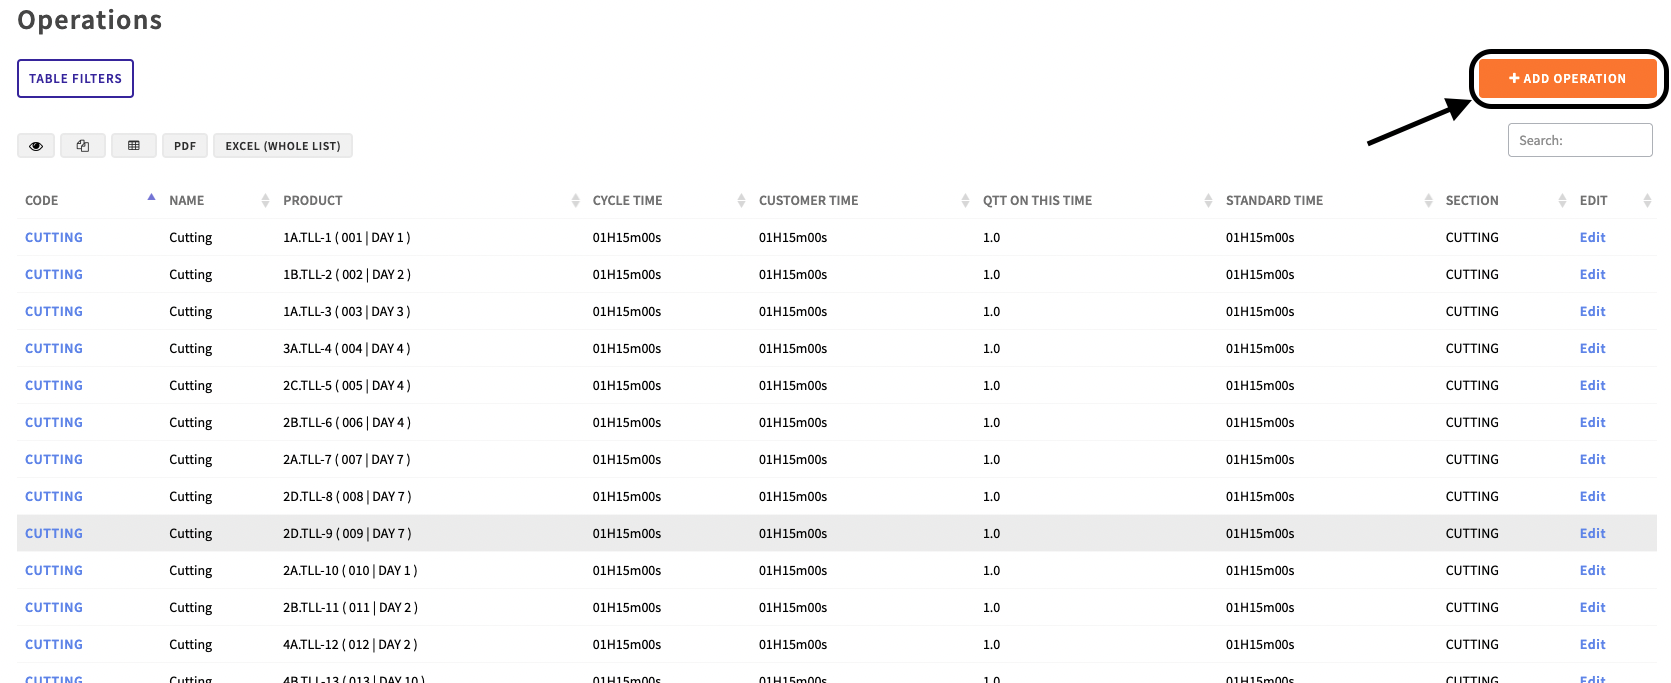 Operations
TABLE FILTERS
+ ADD OPERATION
PDF EXCEL (WHOLE LIST)
Search:
CODE NAME PRODUCT CYCLE TIME CUSTOMER TIME QTT ON THIS TIME STANDARD TIME SECTION EDIT
CUTTING Cutting 1A.TLL-1 ( 001 | DAY 1 ) 01H15m00s 01H15m00s 1.0 01H15m00s CUTTING Edit
CUTTING Cutting 1B.TLL-2 ( 002 | DAY 2 ) 01H15m00s 01H15m00s 1.0 01H15m00s CUTTING Edit
CUTTING Cutting 1A.TLL-3 ( 003 | DAY 3 ) 01H15m00s 01H15m00s 1.0 01H15m00s CUTTING Edit
CUTTING Cutting 3A.TLL-4 ( 004 | DAY 4 ) 01H15m00s 01H15m00s 1.0 01H15m00s CUTTING Edit
CUTTING Cutting 2C.TLL-5 ( 005 | DAY 4 ) 01H15m00s 01H15m00s 1.0 01H15m00s CUTTING Edit
CUTTING Cutting 2B.TLL-6 ( 006 | DAY 4 ) 01H15m00s 01H15m00s 1.0 01H15m00s CUTTING Edit
CUTTING Cutting 2A.TLL-7 ( 007 | DAY 7 ) 01H15m00s 01H15m00s 1.0 01H15m00s CUTTING Edit
CUTTING Cutting 2D.TLL-8 ( 008 | DAY 7 ) 01H15m00s 01H15m00s 1.0 01H15m00s CUTTING Edit
CUTTING Cutting 2D.TLL-9 ( 009 | DAY 7 ) 01H15m00s 01H15m00s 1.0 01H15m00s CUTTING Edit
CUTTING Cutting 2A.TLL-10 ( 010 | DAY 1 ) 01H15m00s 01H15m00s 1.0 01H15m00s CUTTING Edit
CUTTING Cutting 2B.TLL-11 ( 011 | DAY 2 ) 01H15m00s 01H15m00s 1.0 01H15m00s CUTTING Edit
CUTTING Cutting 4A.TLL-12 ( 012 | DAY 2 ) 01H15m00s 01H15m00s 1.0 01H15m00s CUTTING Edit
CUTTING Cutting 4B.TLL-13 ( 013 | DAY 10 ) 01H15m00s 01H15m00s 1.0 01H15m00s CUTTING Edit